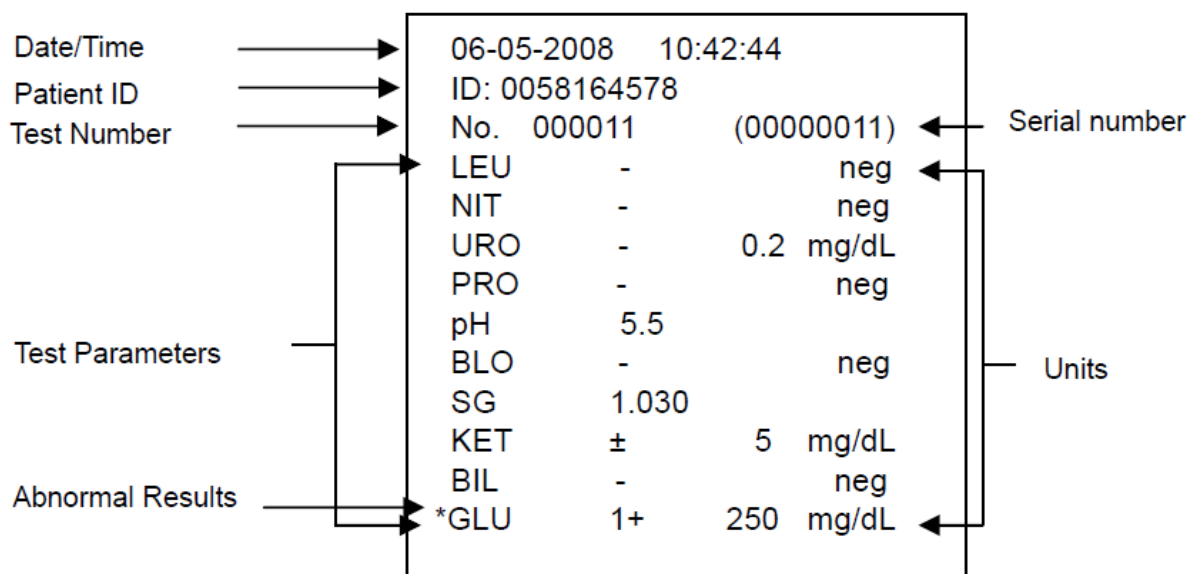 Date/Time 06-05-2008 10:42:44
Patient ID ID: 0058164578
Test Number No. 000011 (00000011) Serial number
LEU - neg
NIT - neg
URO - 0.2 mg/dL
PRO - neg
pH 5.5
Test Parameters BLO - neg Units
SG 1.030
KET ± 5 mg/dL
BIL - neg
Abnormal Results *GLU 1+ 250 mg/dL